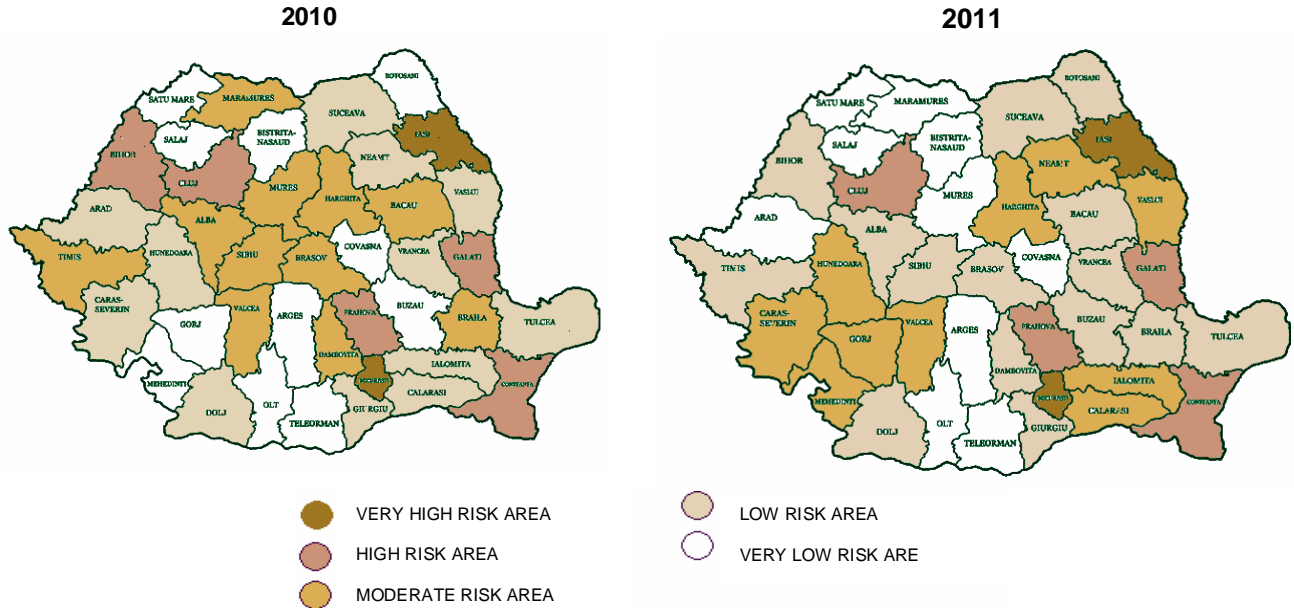 2010
2011
BOTOSANI
SATU MARE
MARAMURES
SUCEAVA
IASI
BISTRITA-
NASAUD
SALAJ
NEAMT
BIHOR
CLUJ
MURES
HARGHITA
VASLUI
BACAU
ARAD
ALBA
COVASNA
HUNEDOARA
VRANCEA
TIMIS
SIBIU
BRASOV
GALATI
CARAS-
SEVERIN
BUZAU
GORJ
VALCEA
ARGES
PRAHOVA
BRAILA
TULCEA
DAMBOVITA
IALOMITA
MEHEDINTI
BUCURESTI
CONSTANTA
CALARASI
DOLJ
OLT
GIURGIU
TELEORMAN
BOTOSANI
SATU MARE
MARAMURES
SUCEAVA
IASI
BISTRITA-
NASAUD
SALAJ
BIHOR
NEAMT
CLUJ
MURES
HARGHITA
VASLUI
ARAD
BACAU
ALBA
COVASNA
VRANCEA
HUNEDOARA
TIMIS
SIBIU
BRASOV
GALATI
CARAS-
SEVERIN
PRAHOVA
BUZAU
GORJ
VALCEA
ARGES
BRAILA
TULCEA
DAMBOVITA
IALOMITA
MEHEDINTI
BUCURESTI
CONSTANTA
CALARASI
DOLJ
OLT
GIURGIU
TELEORMAN
VERY HIGH RISK AREA
HIGH RISK AREA
MODERATE RISK AREA
LOW RISK AREA
VERY LOW RISK ARE